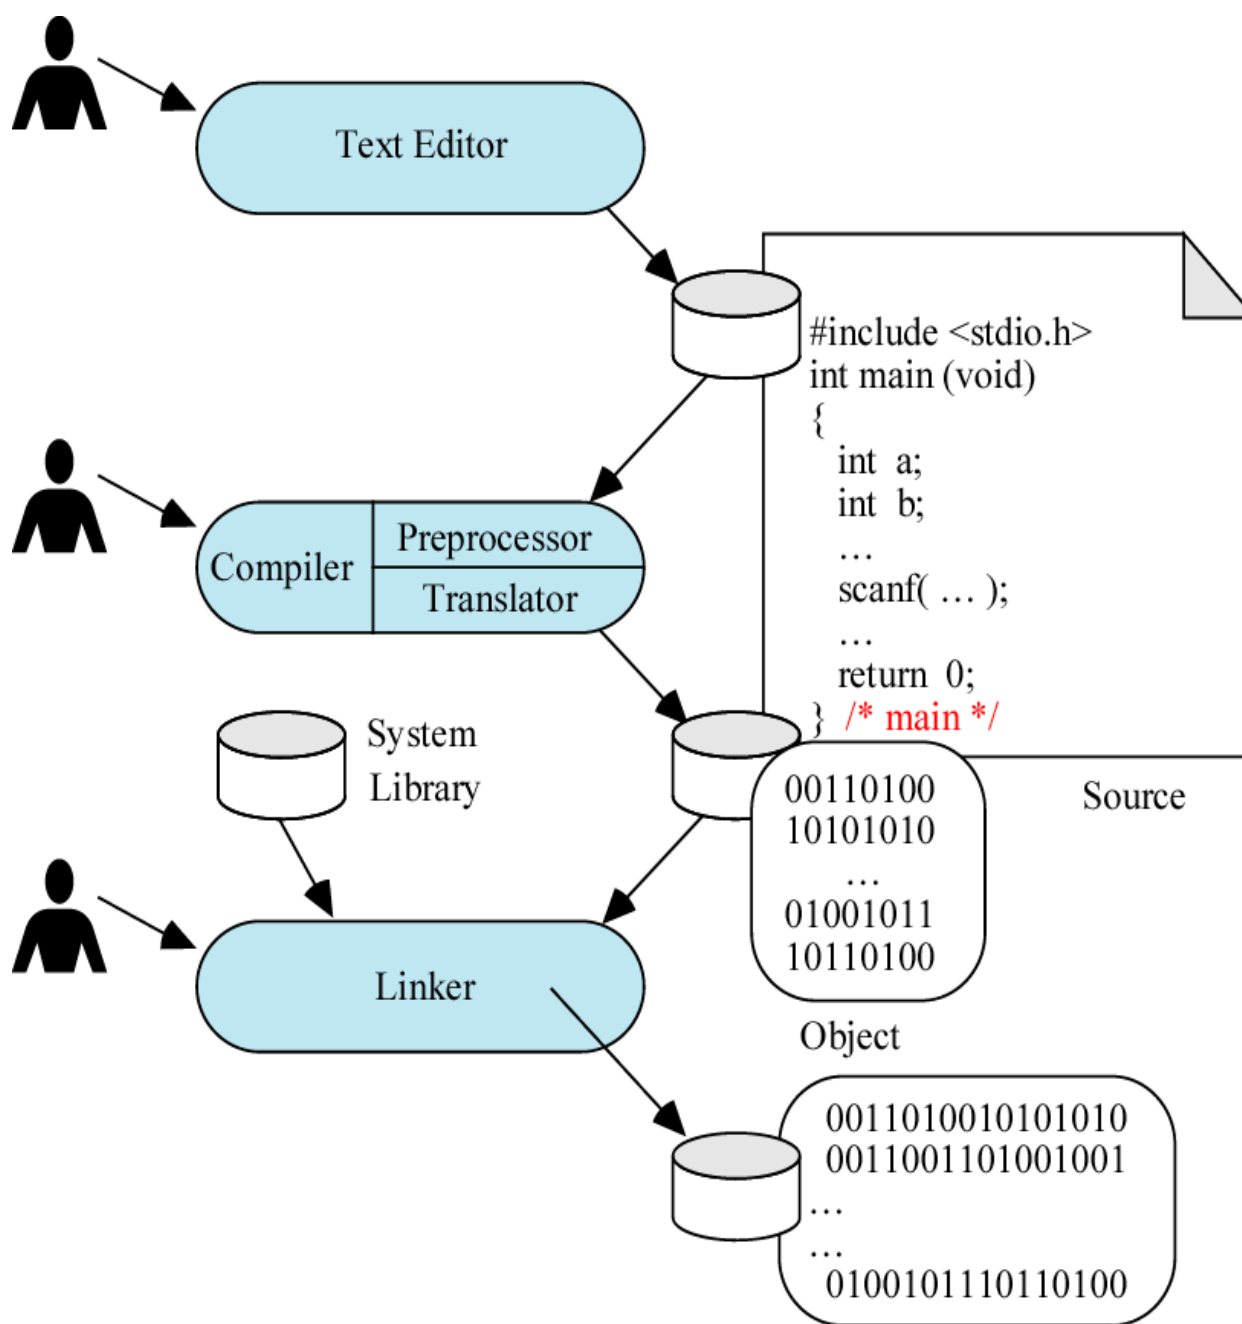 Text Editor
#include <stdio.h>
int main (void)
{
int a;
int b;
…
scanf( … );
…
return 0;
} /* main */
Source
Compiler
Preprocessor
Translator
System
Library
00110100
10101010
…
01001011
10110100
Object
Linker
0011010010101010
0011001101001001
…
…
0100101110110100